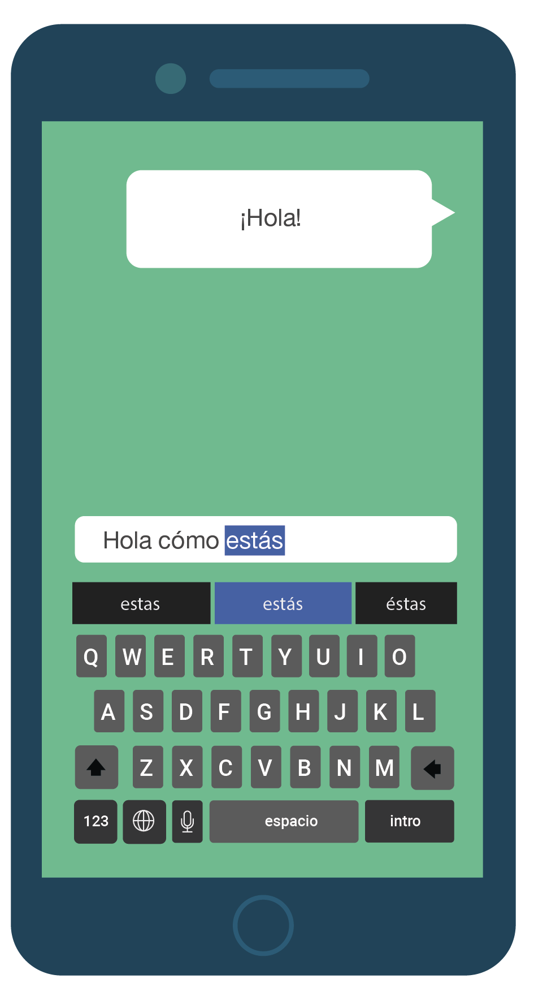 ¡Hola!
Hola cómo estás
estas estás éstas
Q W E R T Y U I O
A S D F G H J K L
Z X C V B N M
123 espacio intro